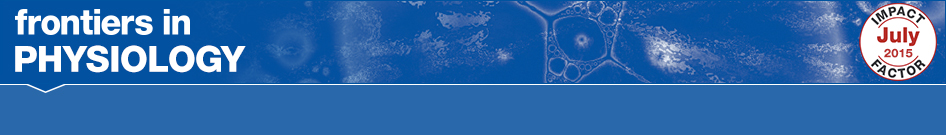 frontiers in
PHYSIOLOGY
IMPACT
July
2015
FACTOR